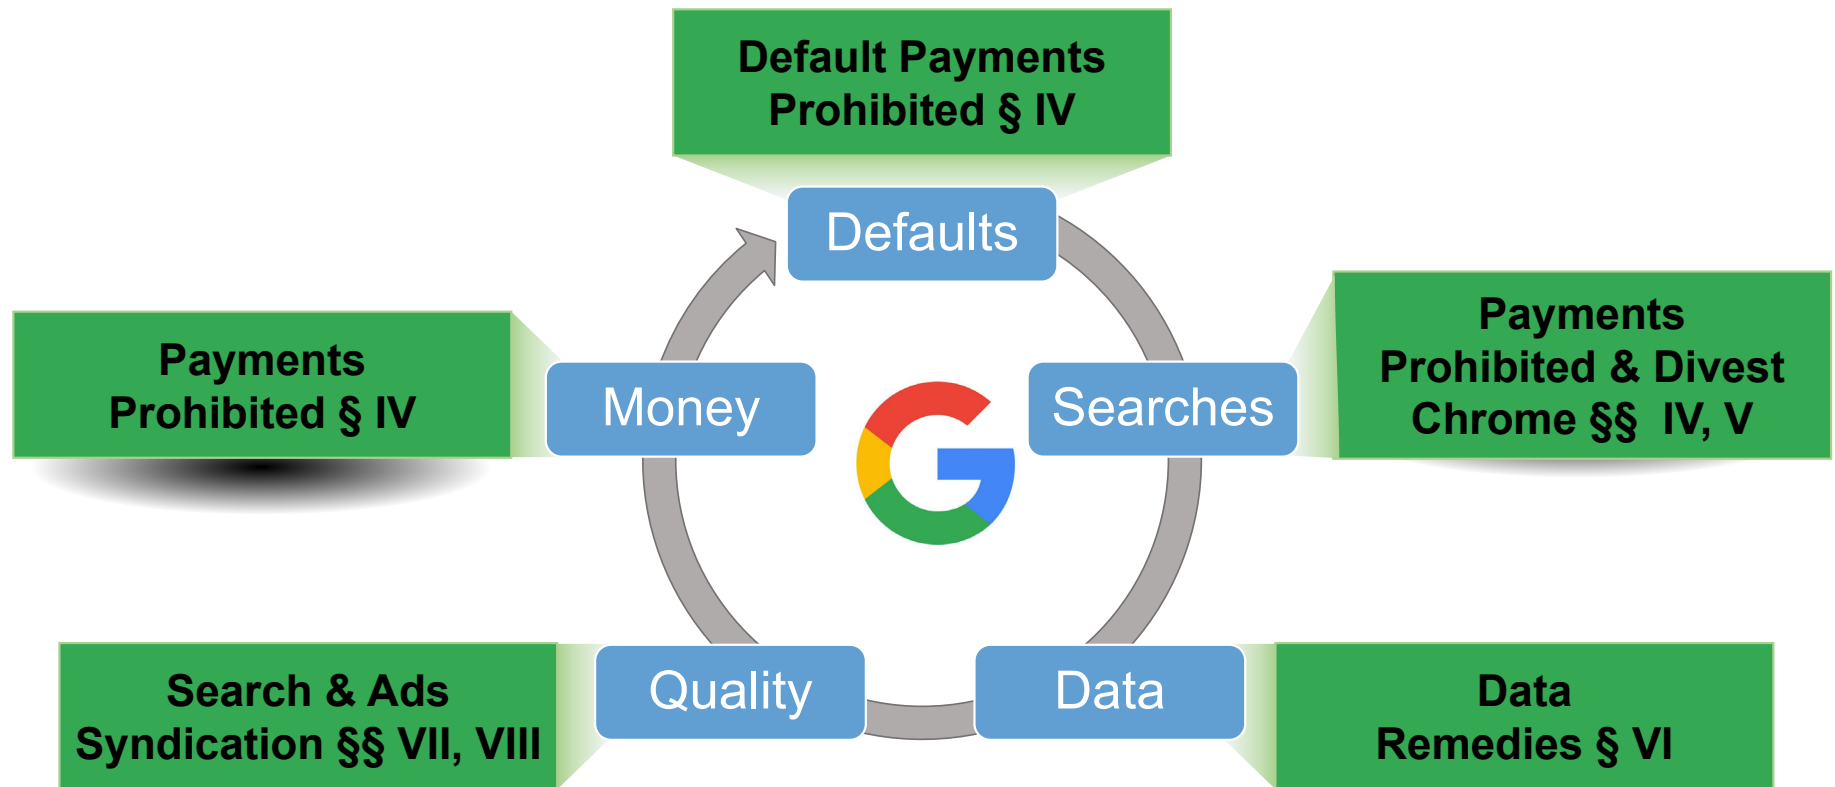 Default Payments
Prohibited § IV
Defaults
Payments
Prohibited & Divest
Chrome §§ IV, V
Searches
Data
Data
Remedies § VI
Quality
Search & Ads
Syndication §§ VII, VIII
Money
Payments
Prohibited § IV